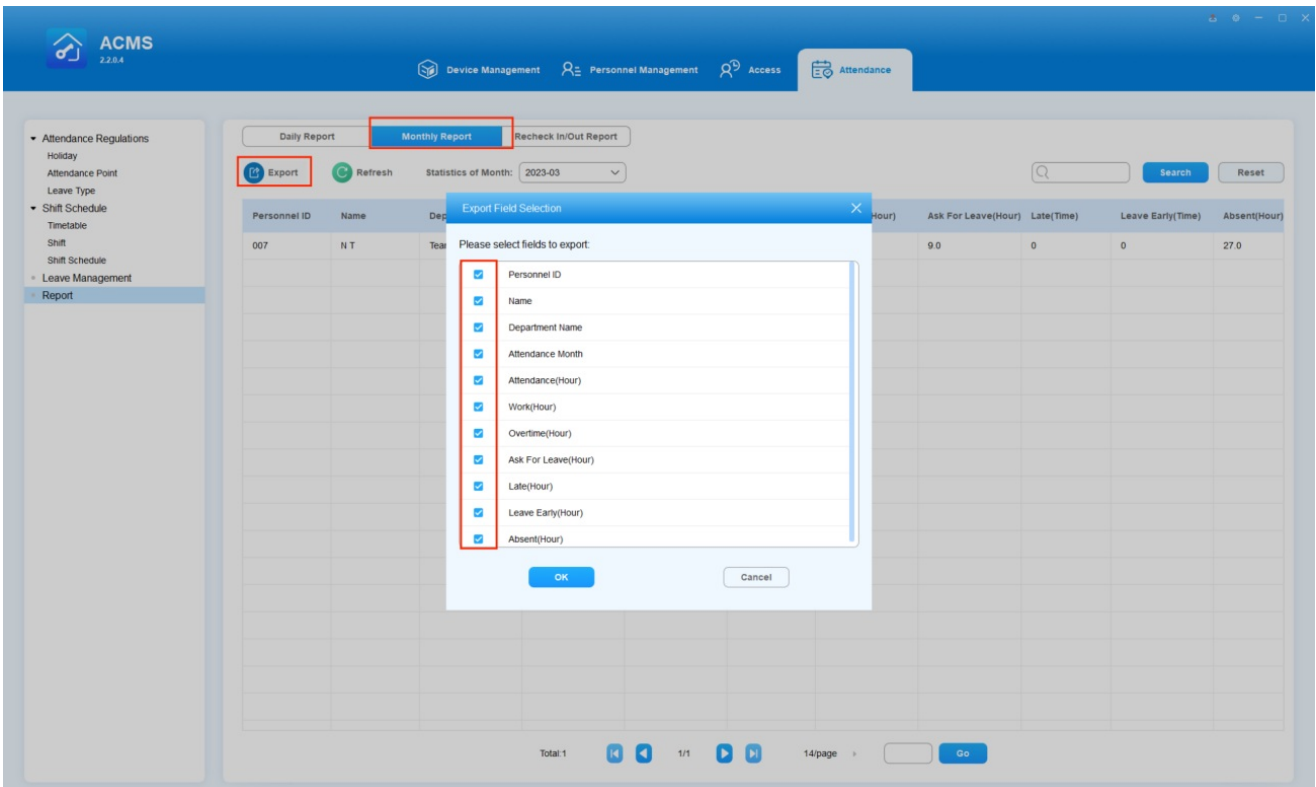 ACMS
2.2.0.4
Device Management Personnel Management Access Attendance
Attendance Regulations
Holiday
Attendance Point
Leave Type
Shift Schedule
Timetable
Shift
Shift Schedule
Leave Management
Report
Daily Report Monthly Report Recheck In/Out Report
Export Refresh Statistics of Month: 2023-03 Search Reset
Personnel ID Name Dep Hour) Ask For Leave(Hour) Late(Time) Leave Early(Time) Absent(Hour)
007 N T Tear 9.0 0 0 27.0
Export Field Selection
Please select fields to export:
Personnel ID
Name
Department Name
Attendance Month
Attendance(Hour)
Work(Hour)
Overtime(Hour)
Ask For Leave(Hour)
Late(Hour)
Leave Early(Hour)
Absent(Hour)
OK Cancel
Total:1 1/1 14/page Go